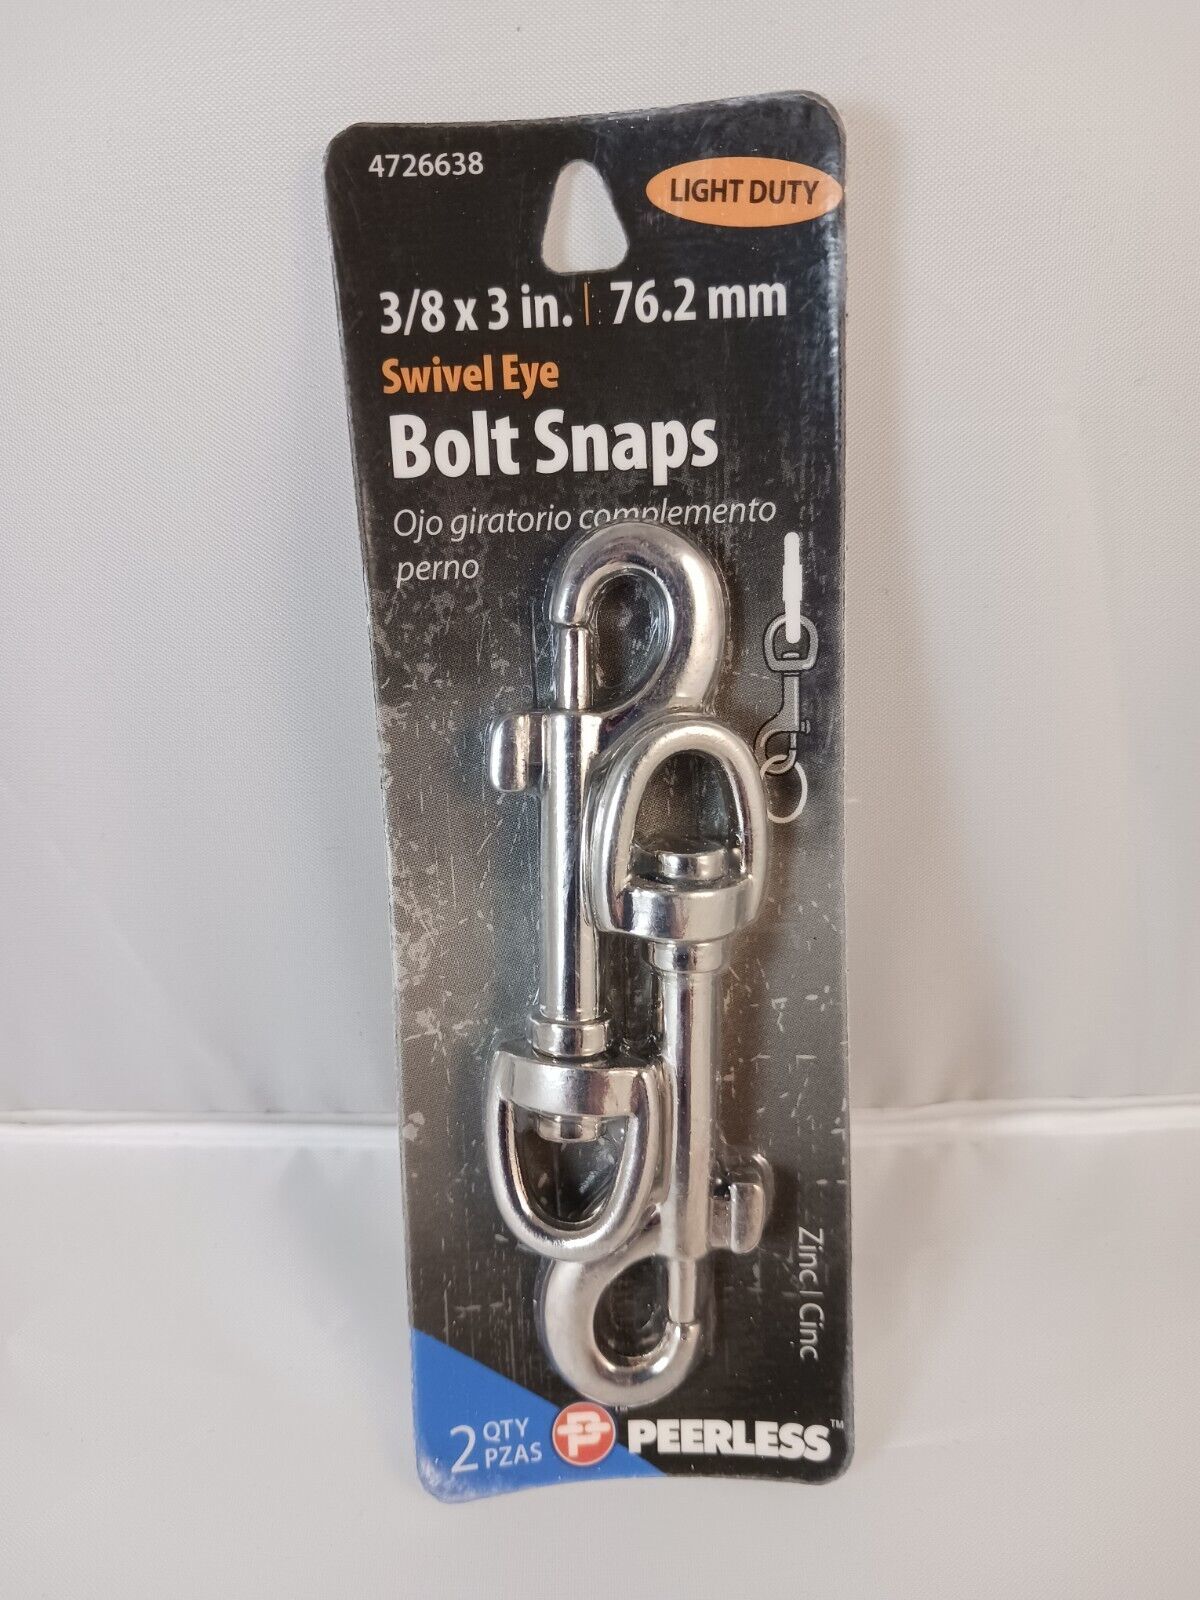 4726638
LIGHT DUTY
3/8 x 3 in. | 76.2 mm
Swivel Eye
Bolt Snaps
Ojo giratorio complemento
perno
Zinc | Cinc
2 QTY
PZAS
PEERLESS™